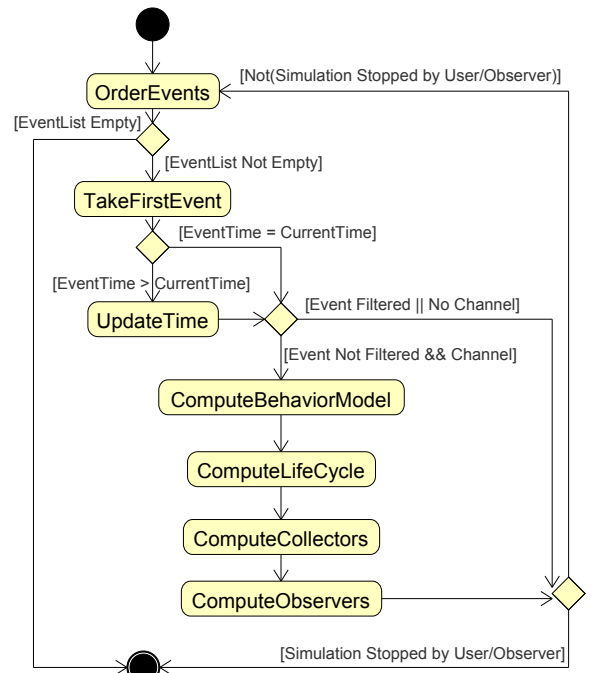 [Not(Simulation Stopped by User/Observer)]
OrderEvents
[EventList Empty]
[EventList Not Empty]
TakeFirstEvent
[EventTime = CurrentTime]
[EventTime > CurrentTime]
[Event Filtered || No Channel]
UpdateTime
[Event Not Filtered && Channel]
ComputeBehaviorModel
ComputeLifeCycle
ComputeCollectors
ComputeObservers
[Simulation Stopped by User/Observer]